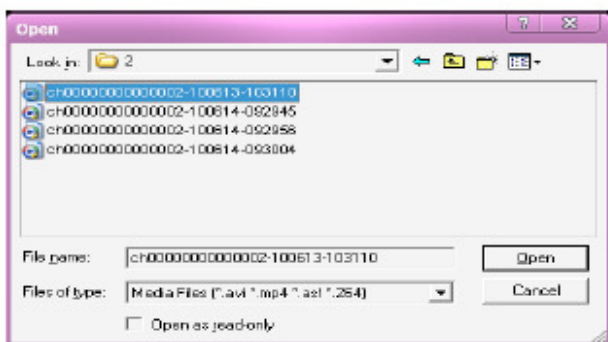 Open
Look in: 2
ch00000000000002-100613-103110
ch00000000000002-100614-092945
ch00000000000002-100614-092958
ch00000000000002-100614-093004
File name: ch00000000000002-100613-103110 Open
Files of type: Media Files (*.avi *.mp4 *.asf *.264) Cancel
Open as read-only